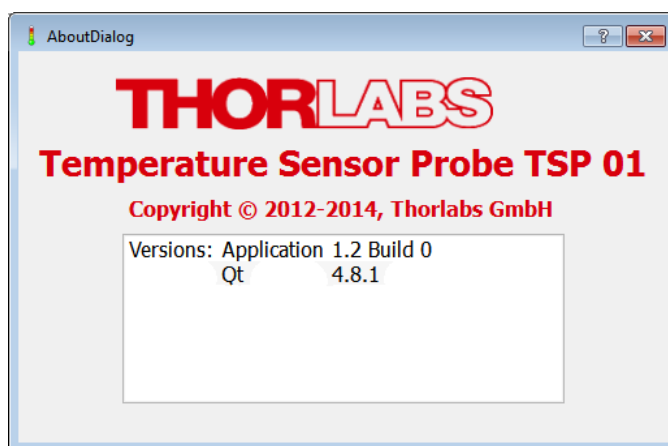 AboutDialog
THORLABS
Temperature Sensor Probe TSP 01
Copyright © 2012-2014, Thorlabs GmbH
Versions: Application 1.2 Build 0
Qt 4.8.1